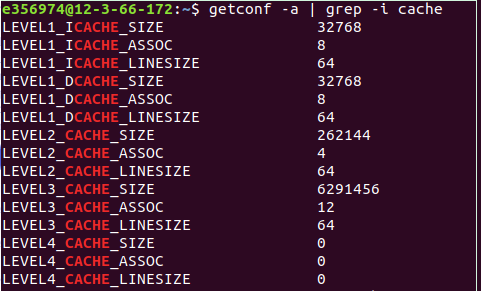 e356974@12-3-66-172:~$ getconf -a | grep -i cache
LEVEL1_ICACHE_SIZE 32768
LEVEL1_ICACHE_ASSOC 8
LEVEL1_ICACHE_LINESIZE 64
LEVEL1_DCACHE_SIZE 32768
LEVEL1_DCACHE_ASSOC 8
LEVEL1_DCACHE_LINESIZE 64
LEVEL2_CACHE_SIZE 262144
LEVEL2_CACHE_ASSOC 4
LEVEL2_CACHE_LINESIZE 64
LEVEL3_CACHE_SIZE 6291456
LEVEL3_CACHE_ASSOC 12
LEVEL3_CACHE_LINESIZE 64
LEVEL4_CACHE_SIZE 0
LEVEL4_CACHE_ASSOC 0
LEVEL4_CACHE_LINESIZE 0